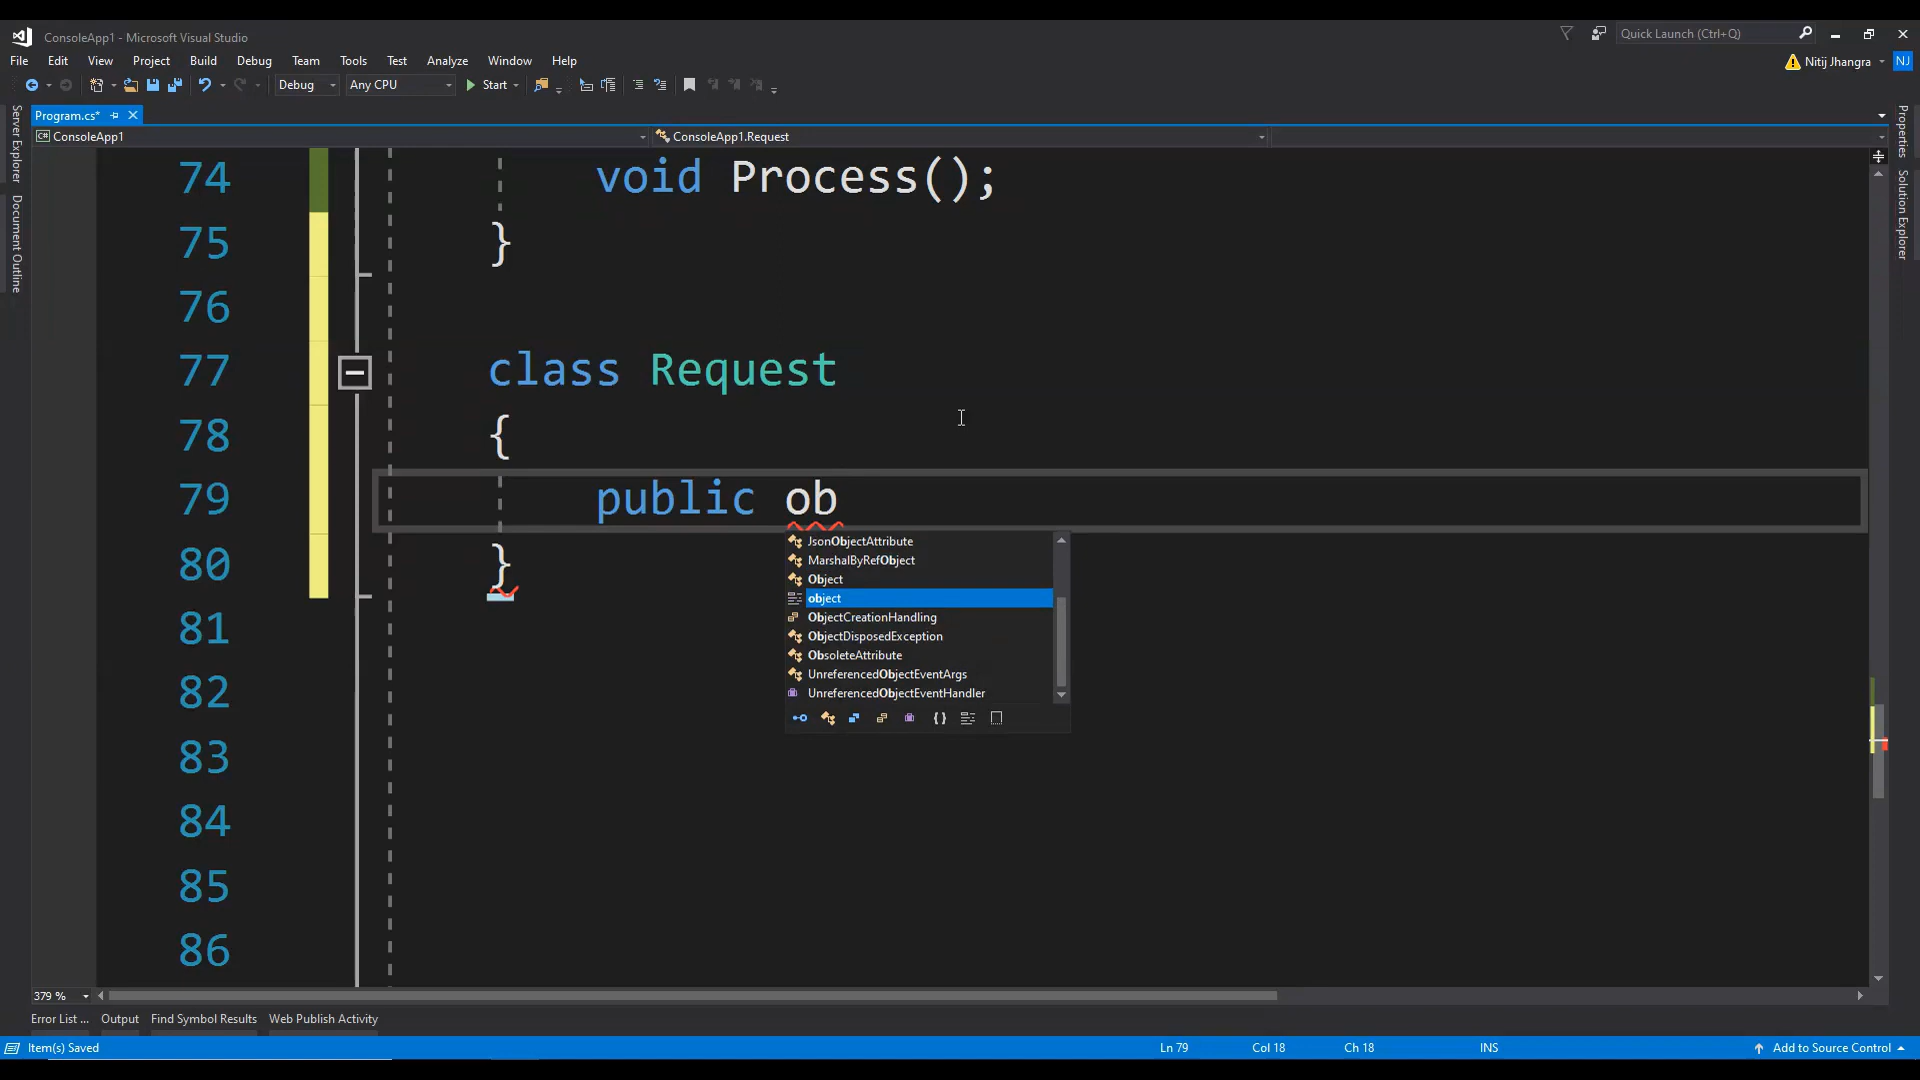 ConsoleApp1 - Microsoft Visual Studio
Quick Launch (Ctrl+Q)
File Edit View Project Build Debug Team Tools Test Analyze Window Help
Nitij Jhangra NJ
Debug Any CPU Start
Program.cs*
ConsoleApp1 ConsoleApp1.Request
Server Explorer
Document Outline
Properties
Solution Explorer
74 void Process();
75 }
76
77 class Request
78 {
79 public ob
JsonObjectAttribute
MarshalByRefObject
Object
object
ObjectCreationHandling
ObjectDisposedException
ObsoleteAttribute
UnreferencedObjectEventArgs
UnreferencedObjectEventHandler
80 }
81
82
83
84
85
86
379 %
Error List ... Output Find Symbol Results Web Publish Activity
Item(s) Saved Ln 79 Col 18 Ch 18 INS Add to Source Control